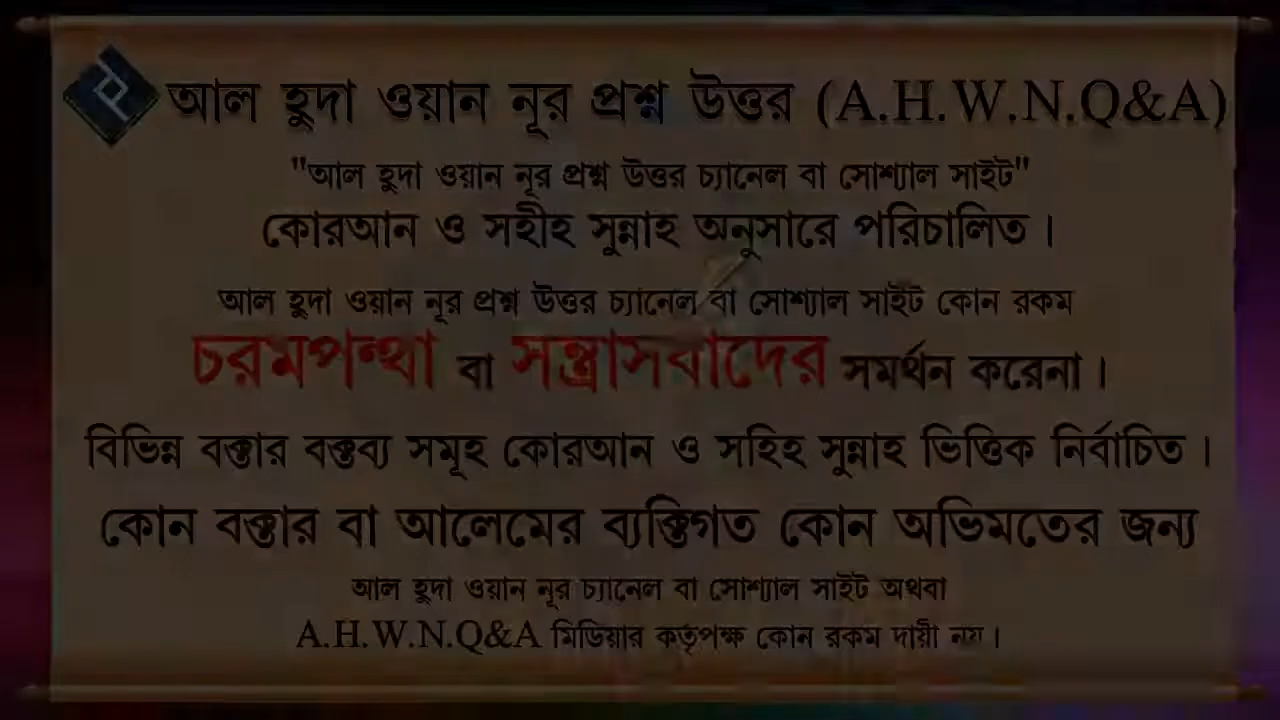 আল হুদা ওয়ান নূর প্রশ্ন উত্তর (A.H.W.N.Q&A)
"আল হুদা ওয়ান নূর প্রশ্ন উত্তর চ্যানেল বা সোশ্যাল সাইট"
কোরআন ও সহীহ সুন্নাহ অনুসারে পরিচালিত ।
আল হুদা ওয়ান নূর প্রশ্ন উত্তর চ্যানেল বা সোশ্যাল সাইট কোন রকম
চরমপন্থা বা সন্ত্রাসবাদের সমর্থন করেনা ।
বিভিন্ন বক্তার বক্তব্য সমূহ কোরআন ও সহিহ সুন্নাহ ভিত্তিক নির্বাচিত ।
কোন বক্তার বা আলেমের ব্যক্তিগত কোন অভিমতের জন্য
আল হুদা ওয়ান নূর চ্যানেল বা সোশ্যাল সাইট অথবা
A.H.W.N.Q&A মিডিয়ার কর্তৃপক্ষ কোন রকম দায়ী নয় ।